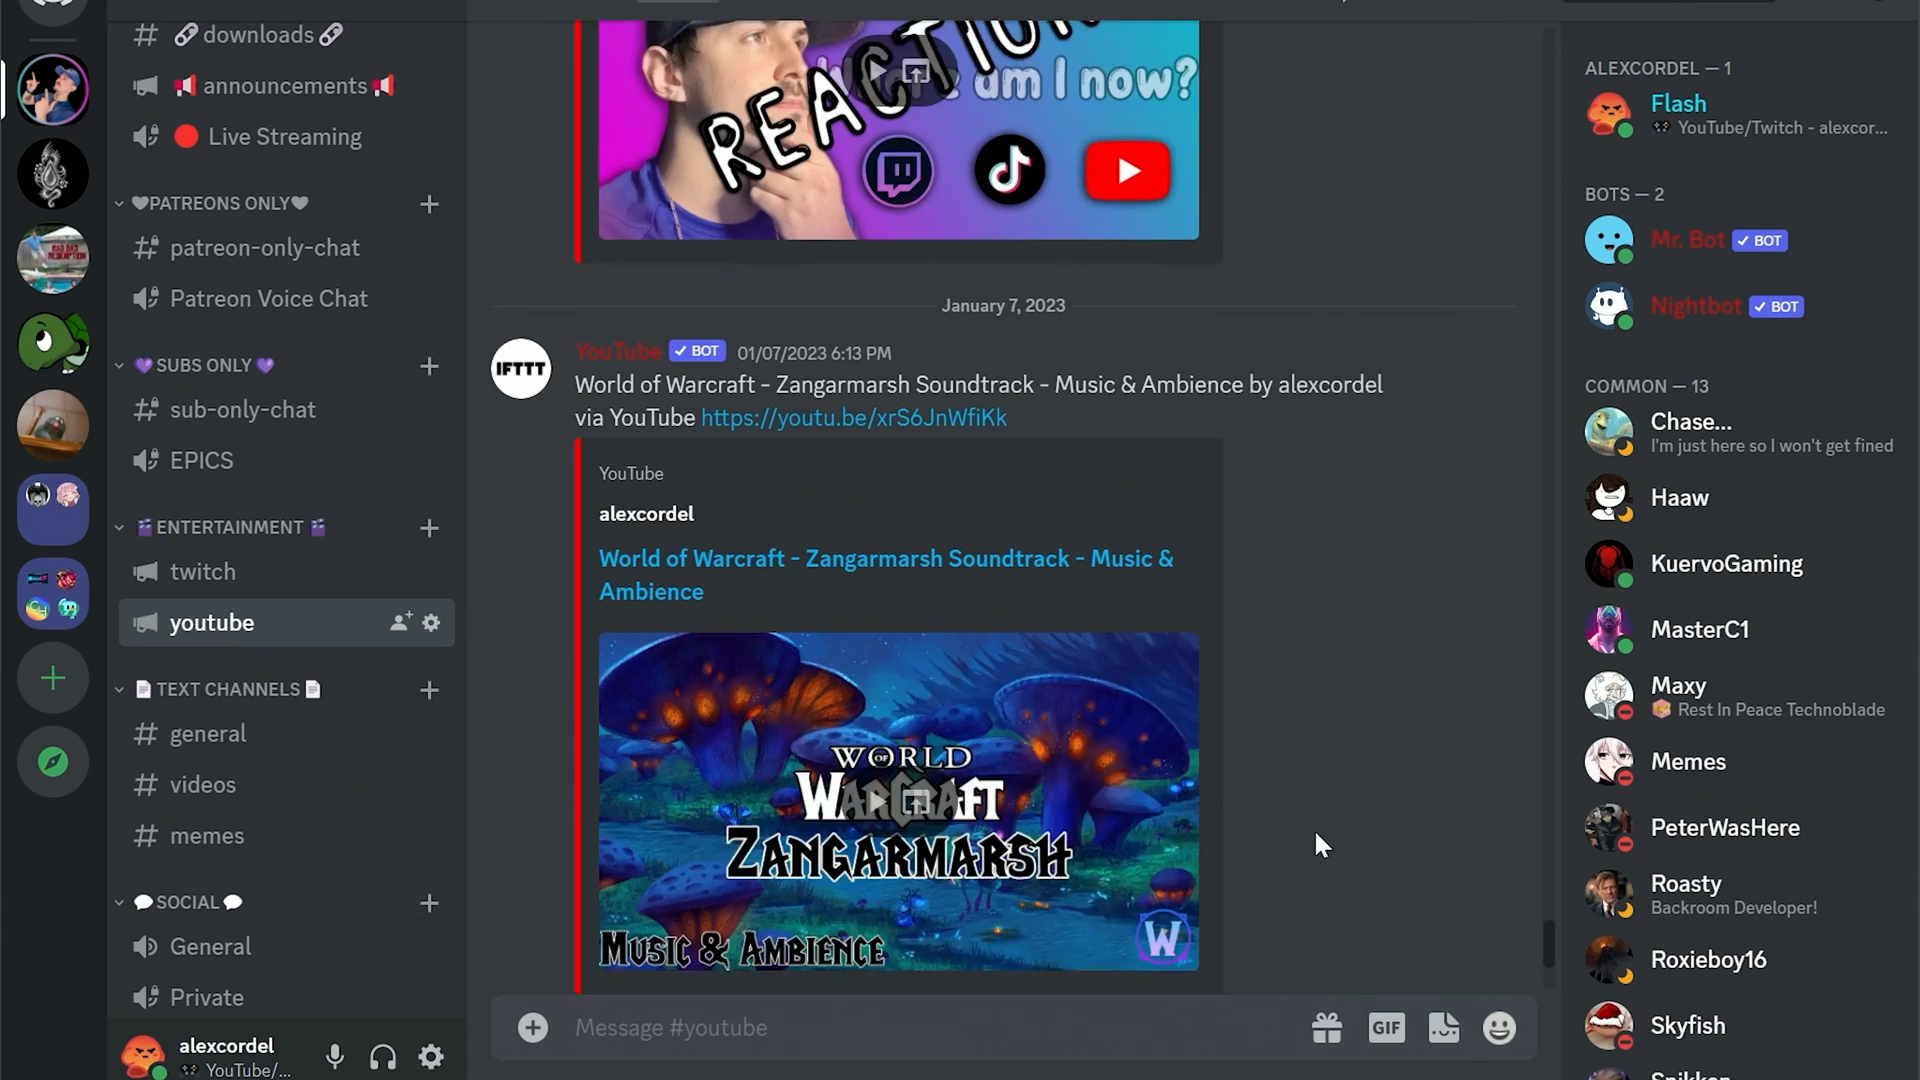 downloads
announcements
Live Streaming
PATREONS ONLY
patreon-only-chat
Patreon Voice Chat
SUBS ONLY
sub-only-chat
EPICS
ENTERTAINMENT
twitch
youtube
TEXT CHANNELS
general
videos
memes
SOCIAL
General
Private
alexcordel
YouTube/...
REACTION
am I now?
January 7, 2023
IFTTT
YouTube BOT 01/07/2023 6:13 PM
World of Warcraft - Zangarmarsh Soundtrack - Music & Ambience by alexcordel
via YouTube https://youtu.be/xrS6JnWfiKk
YouTube
alexcordel
World of Warcraft - Zangarmarsh Soundtrack - Music &
Ambience
WORLD
OF
WARCRAFT
ZANGARMARSH
MUSIC & AMBIENCE
W
Message #youtube
GIF
ALEXCORDEL — 1
Flash
YouTube/Twitch - alexcor...
BOTS — 2
Mr. Bot BOT
Nightbot BOT
COMMON — 13
Chase...
I'm just here so I won't get fined
Haaw
KuervoGaming
MasterC1
Maxy
Rest In Peace Technoblade
Memes
PeterWasHere
Roasty
Backroom Developer!
Roxieboy16
Skyfish